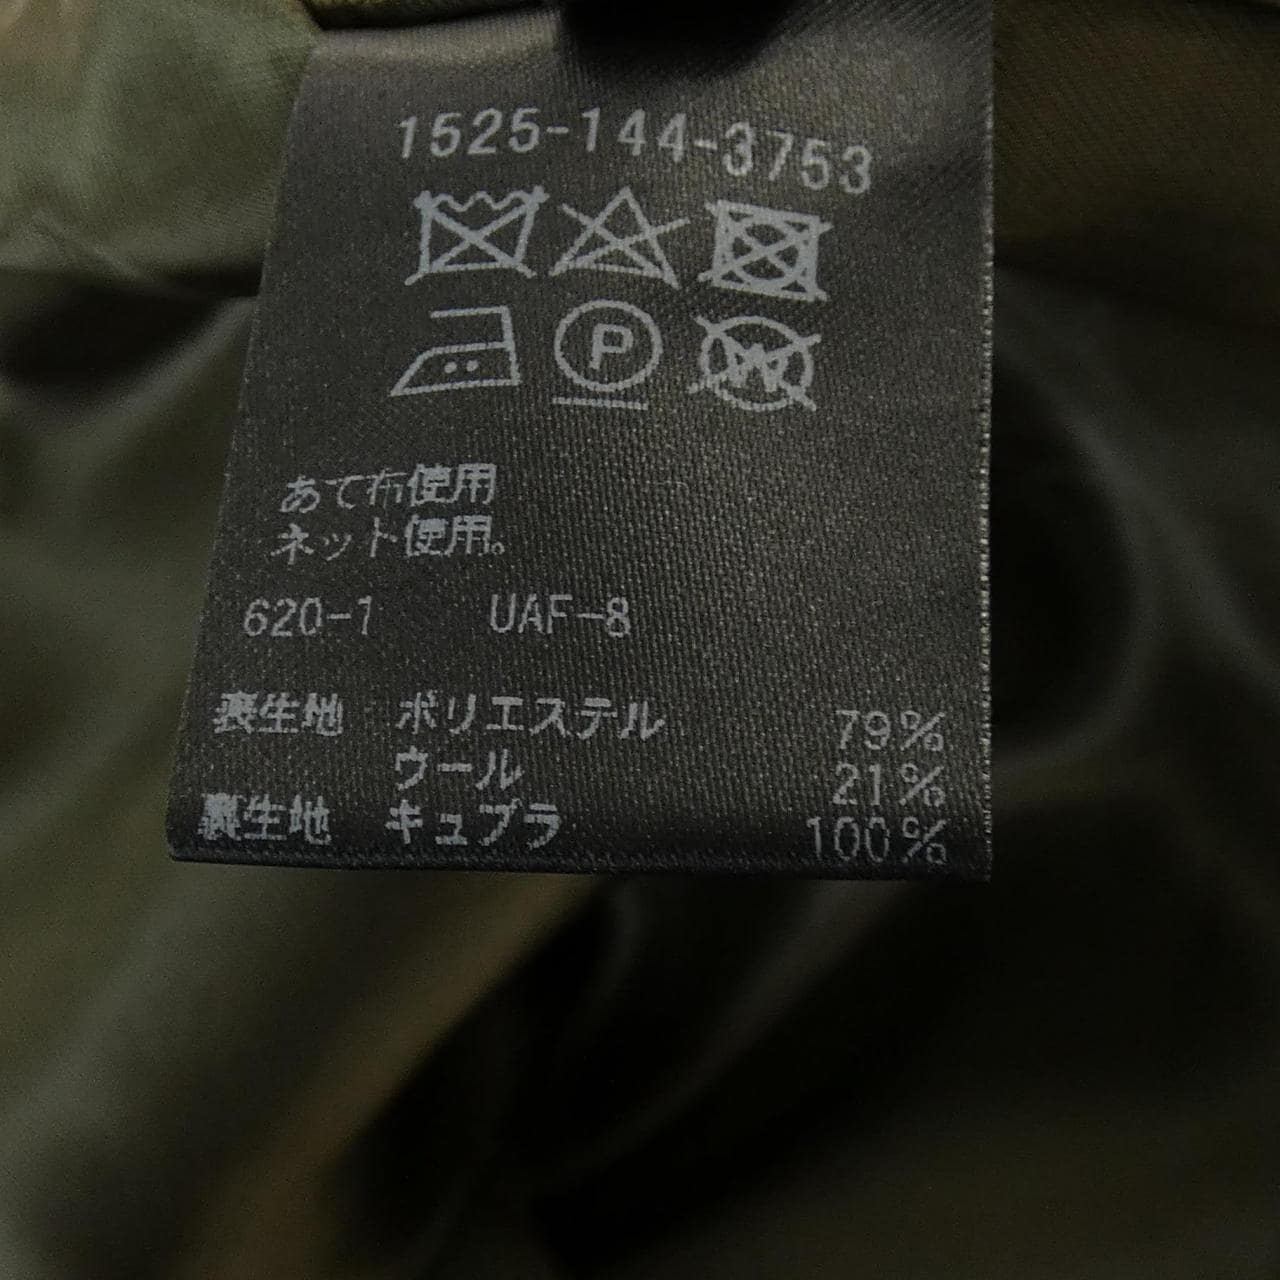 1525-144-3753
P
W
あて布使用
ネット使用。
620-1 UAF-8
表生地 ポリエステル 79%
ウール 21%
裏生地 キュプラ 100%